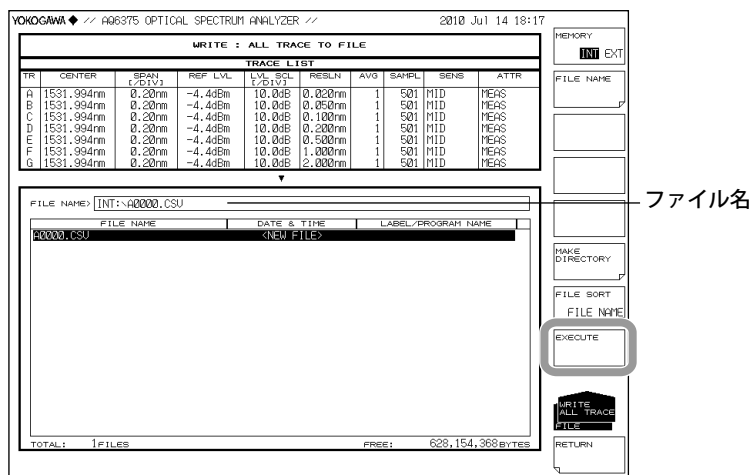 YOKOGAWA ◆ // AQ6375 OPTICAL SPECTRUM ANALYZER // 2010 Jul 14 18:17
WRITE : ALL TRACE TO FILE
TRACE LIST
TR CENTER SPAN [/DIV] REF LVL LVL SCL [/DIV] RESLN AVG SAMPL SENS ATTR
A 1531.994nm 0.20nm -4.4dBm 10.0dB 0.020nm 1 501 MID MEAS
B 1531.994nm 0.20nm -4.4dBm 10.0dB 0.050nm 1 501 MID MEAS
C 1531.994nm 0.20nm -4.4dBm 10.0dB 0.100nm 1 501 MID MEAS
D 1531.994nm 0.20nm -4.4dBm 10.0dB 0.200nm 1 501 MID MEAS
E 1531.994nm 0.20nm -4.4dBm 10.0dB 0.500nm 1 501 MID MEAS
F 1531.994nm 0.20nm -4.4dBm 10.0dB 1.000nm 1 501 MID MEAS
G 1531.994nm 0.20nm -4.4dBm 10.0dB 2.000nm 1 501 MID MEAS
▼
FILE NAME> INT:\A0000.CSV
ファイル名
FILE NAME DATE & TIME LABEL/PROGRAM NAME
A0000.CSV <NEW FILE>
TOTAL: 1FILES FREE: 628,154,368BYTES
MEMORY
INT EXT
FILE NAME
MAKE
DIRECTORY
FILE SORT
FILE NAME
EXECUTE
WRITE
ALL TRACE
FILE
RETURN